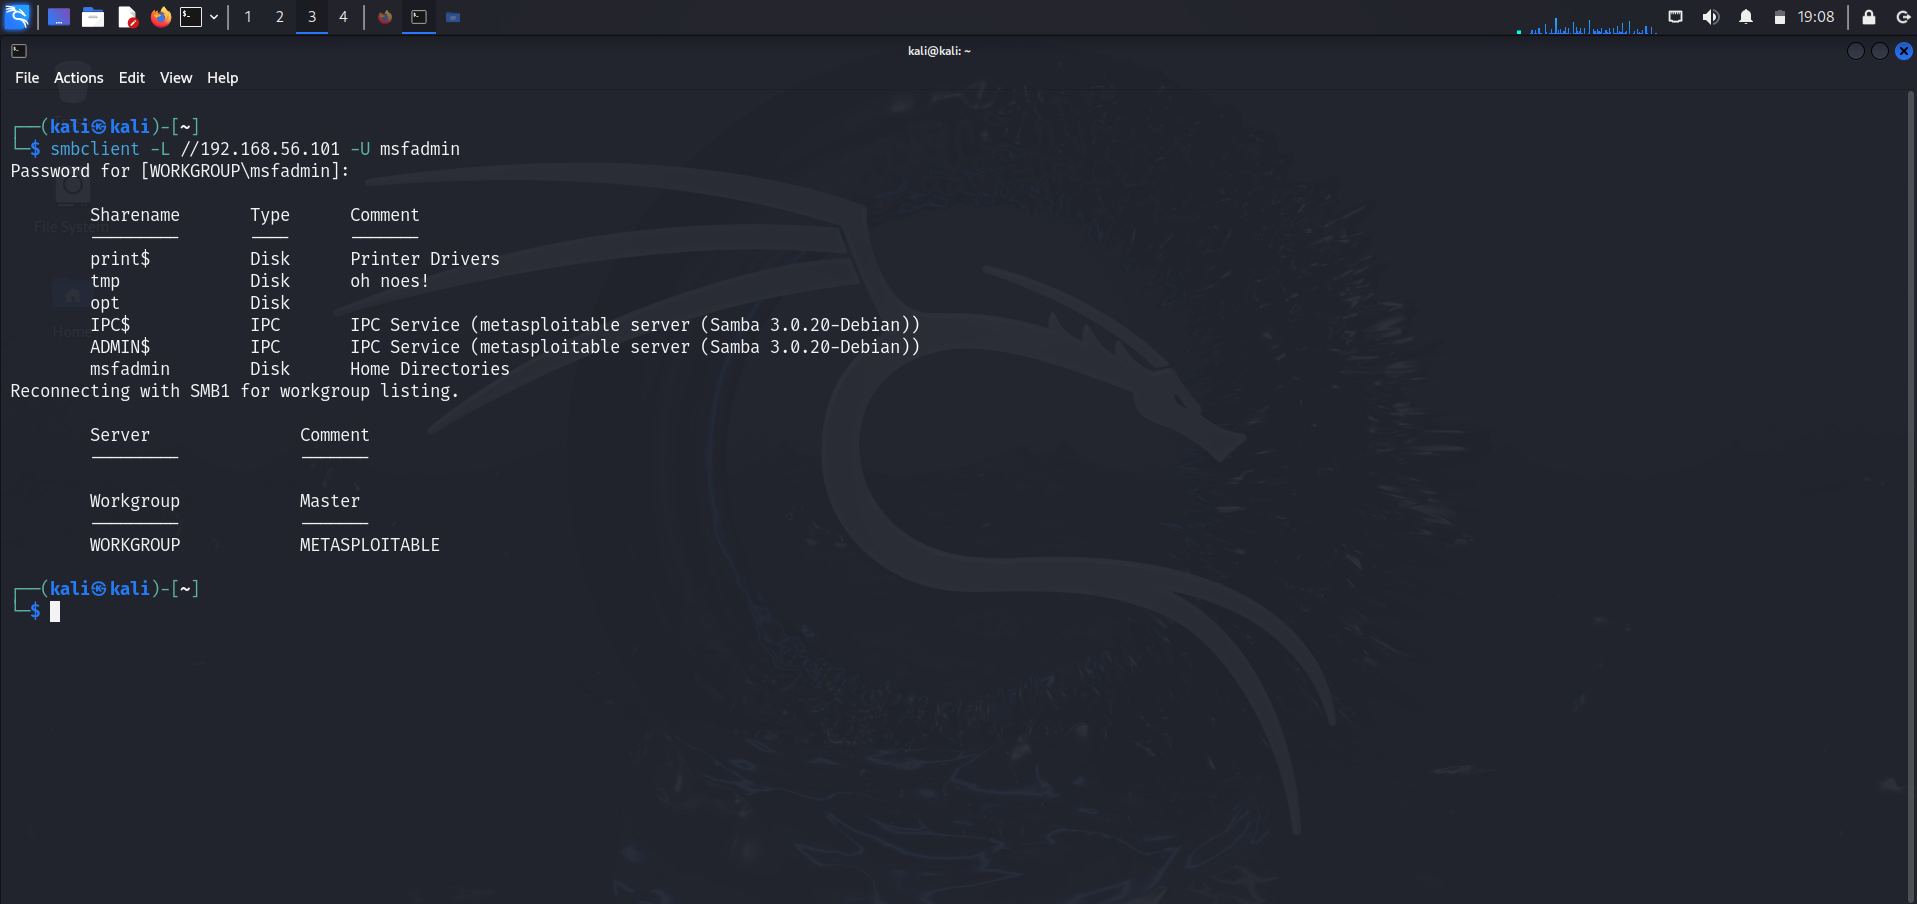 1 2 3 4 19:08
kali@kali: ~
File Actions Edit View Help
┌──(kali㉿kali)-[~]
└─$ smbclient -L //192.168.56.101 -U msfadmin
Password for [WORKGROUP\msfadmin]:
Sharename Type Comment
--------- ---- -------
print$ Disk Printer Drivers
tmp Disk oh noes!
opt Disk
IPC$ IPC IPC Service (metasploitable server (Samba 3.0.20-Debian))
ADMIN$ IPC IPC Service (metasploitable server (Samba 3.0.20-Debian))
msfadmin Disk Home Directories
Reconnecting with SMB1 for workgroup listing.
Server Comment
--------- -------
Workgroup Master
--------- -------
WORKGROUP METASPLOITABLE
┌──(kali㉿kali)-[~]
└─$
File System
Home